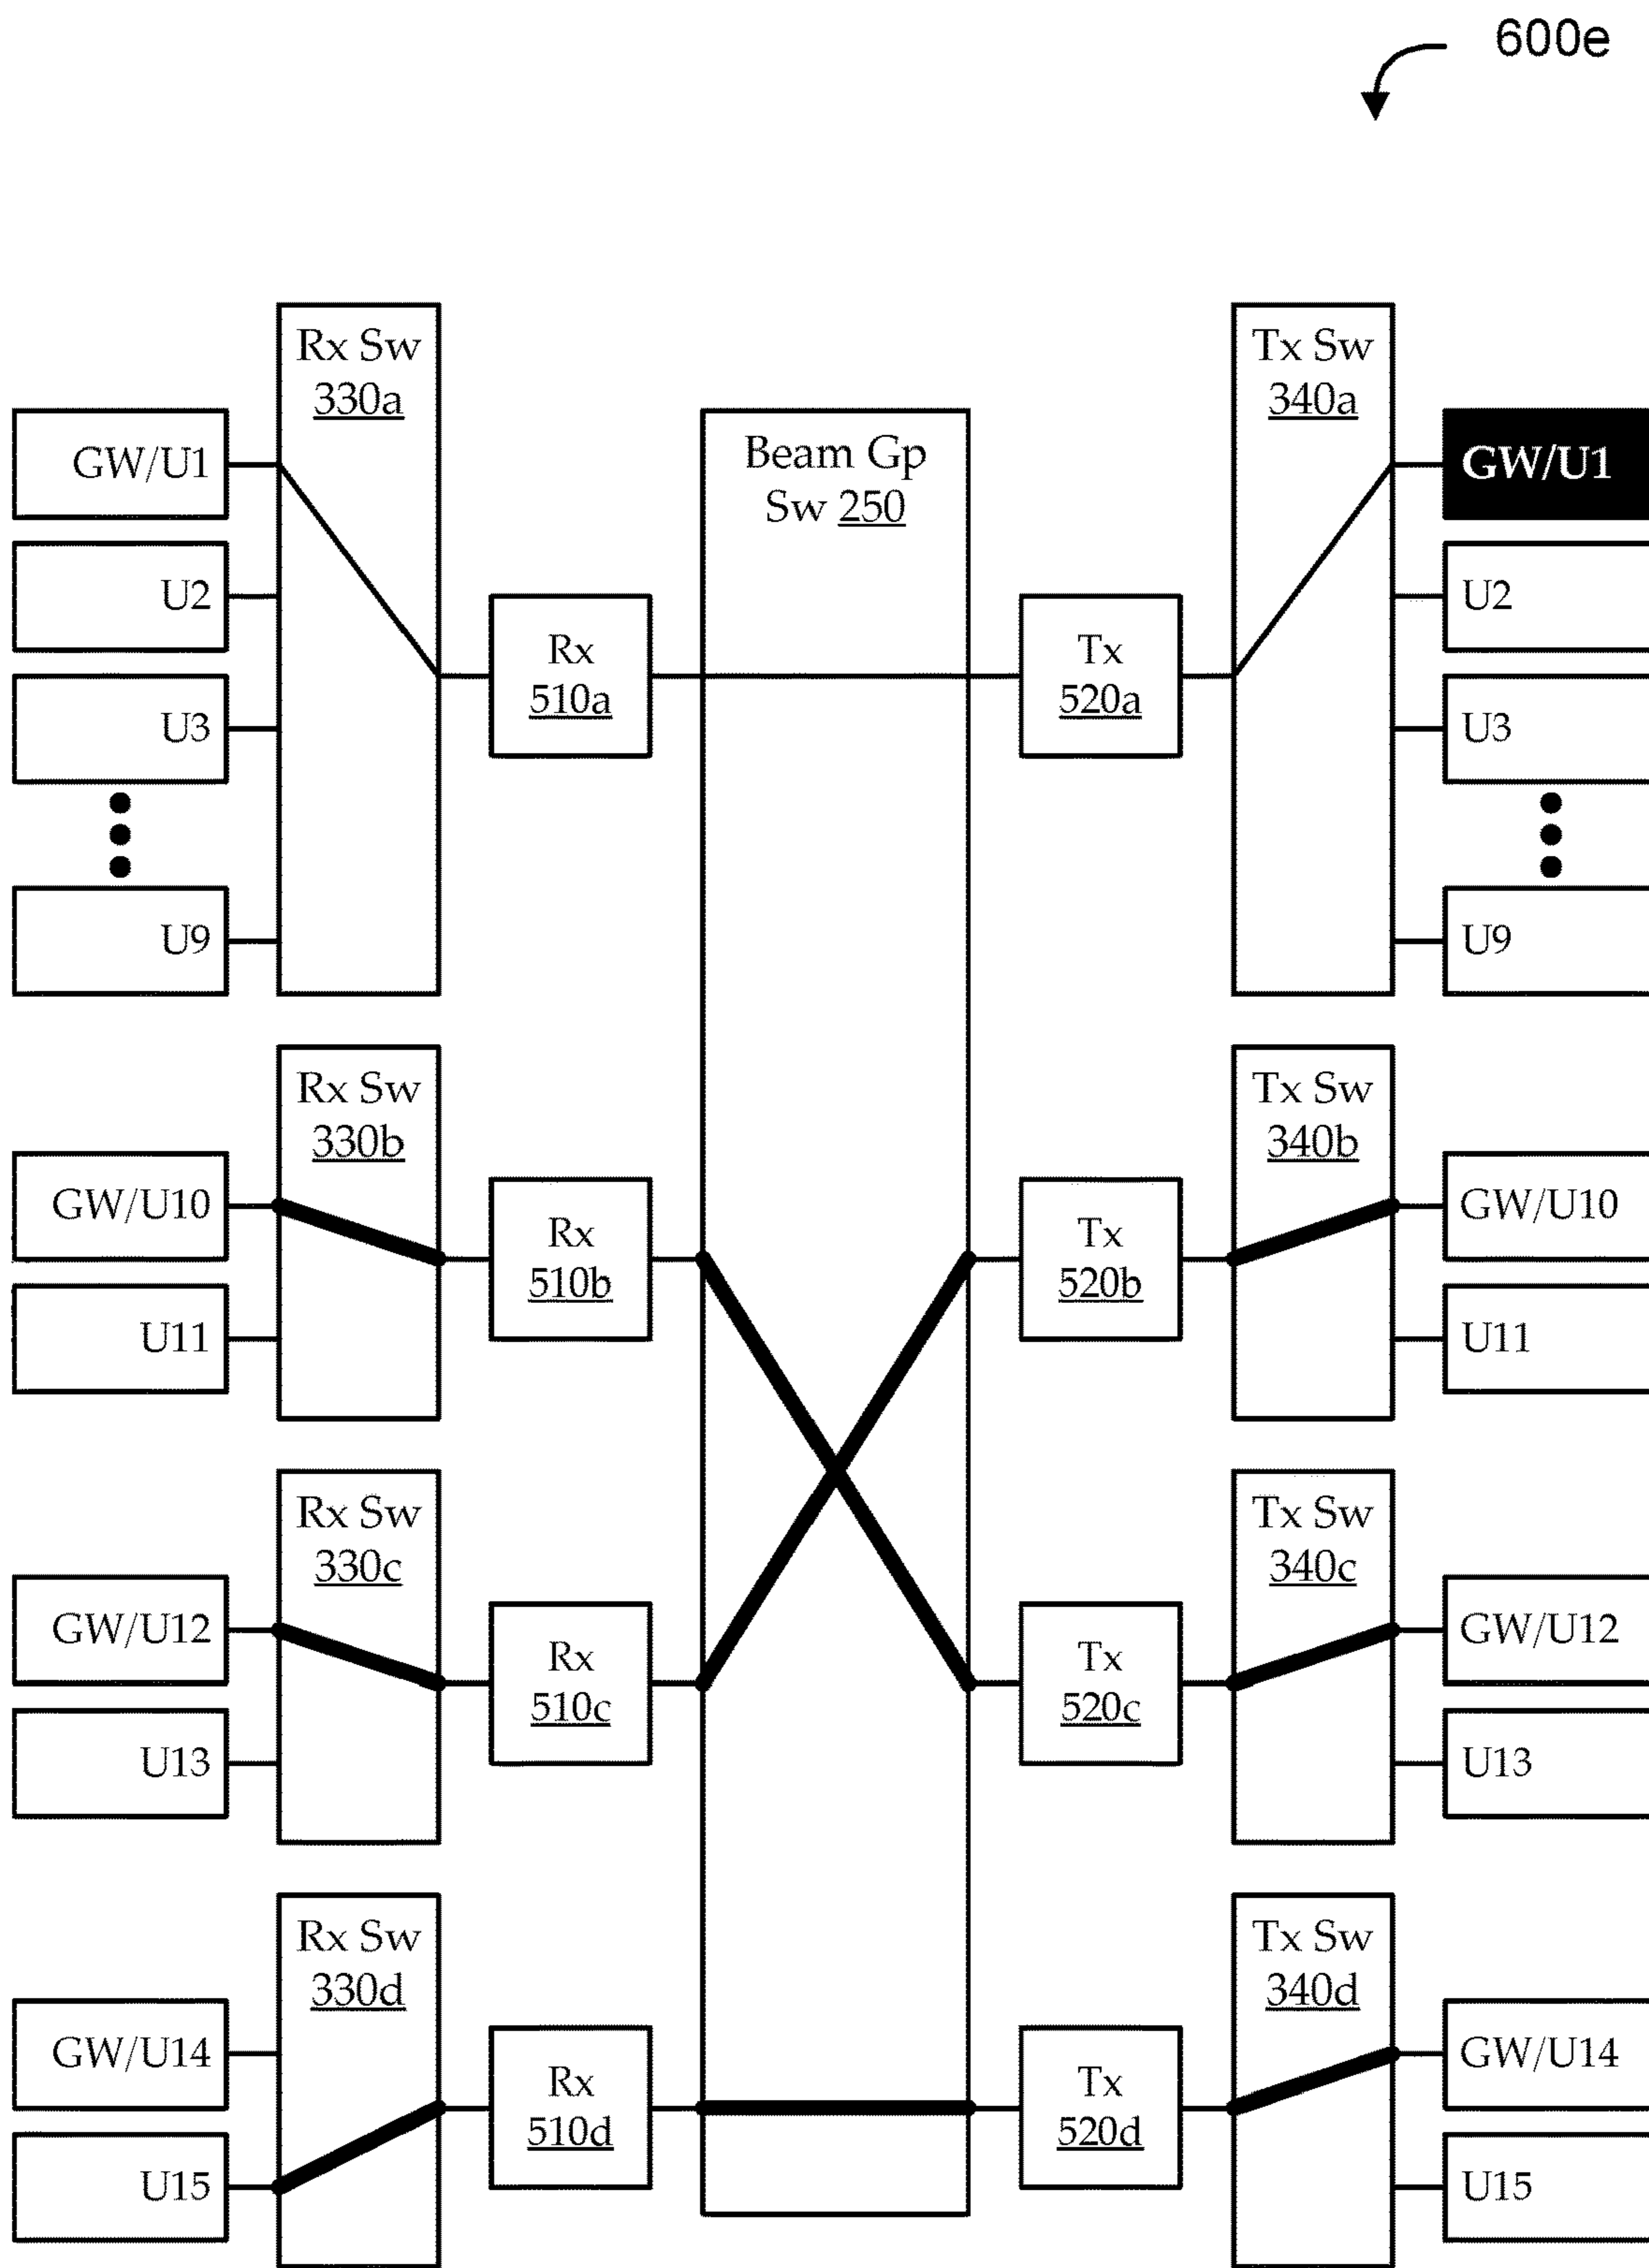 600e
Rx Sw
330a
Tx Sw
340a
GW/U1
Beam Gp
Sw 250
GW/U1
U2
U2
Rx
510a
Tx
520a
U3
U3
U9
U9
Rx Sw
330b
Tx Sw
340b
GW/U10
Rx
510b
Tx
520b
GW/U10
U11
U11
Rx Sw
330c
Tx Sw
340c
GW/U12
Rx
510c
Tx
520c
GW/U12
U13
U13
Rx Sw
330d
Tx Sw
340d
GW/U14
Rx
510d
Tx
520d
GW/U14
U15
U15